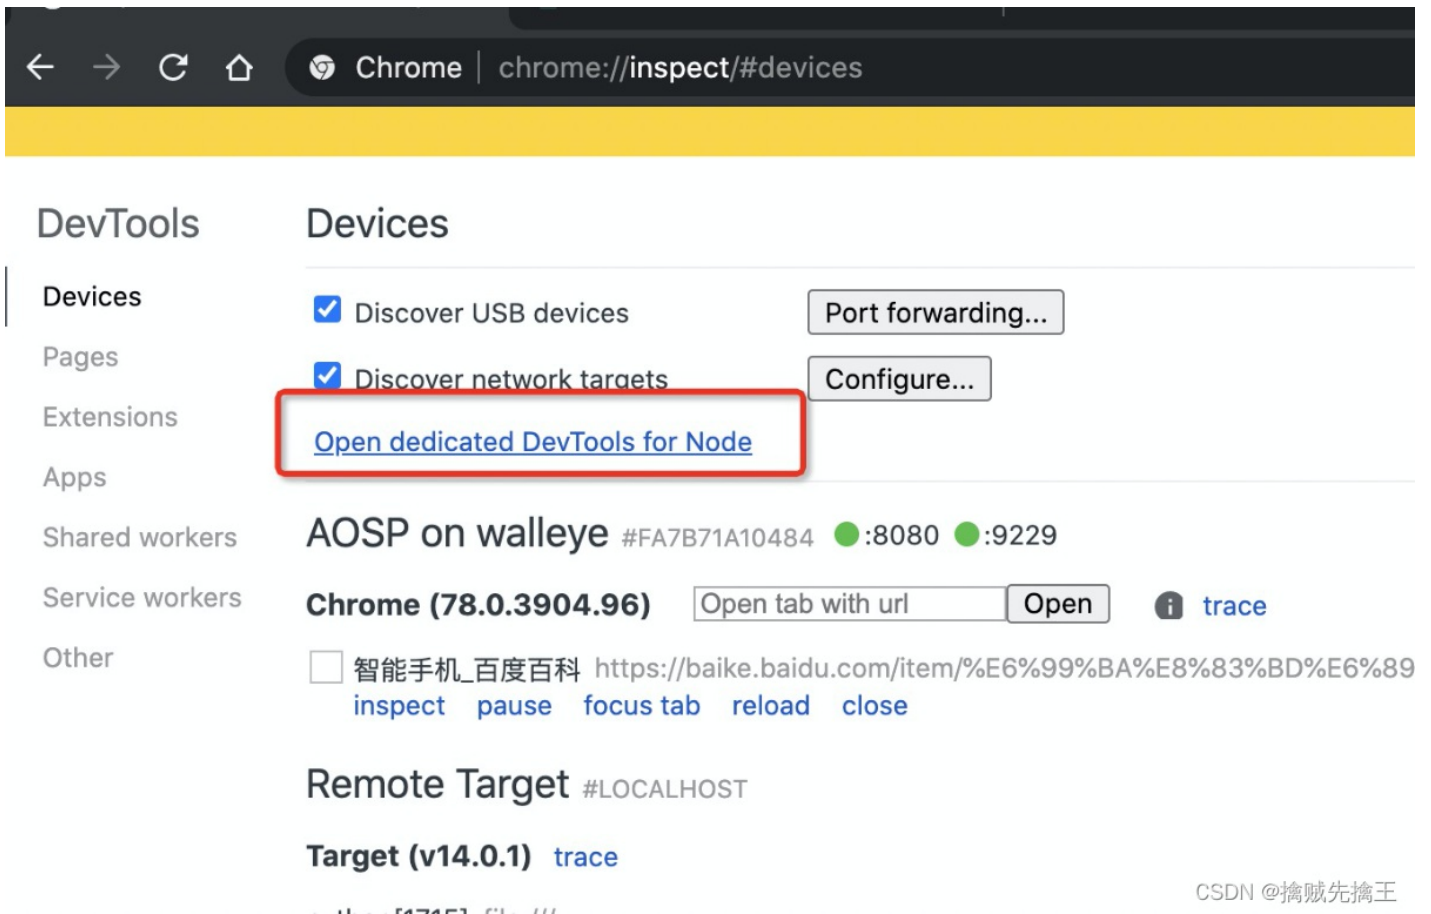 Chrome | chrome://inspect/#devices
DevTools
Devices
Pages
Extensions
Apps
Shared workers
Service workers
Other
Devices
Discover USB devices Port forwarding...
Discover network targets Configure...
Open dedicated DevTools for Node
AOSP on walleye #FA7B71A10484 :8080 :9229
Chrome (78.0.3904.96) Open tab with url Open trace
智能手机_百度百科 https://baike.baidu.com/item/%E6%99%BA%E8%83%BD%E6%89
inspect pause focus tab reload close
Remote Target #LOCALHOST
Target (v14.0.1) trace
CSDN @擒贼先擒王